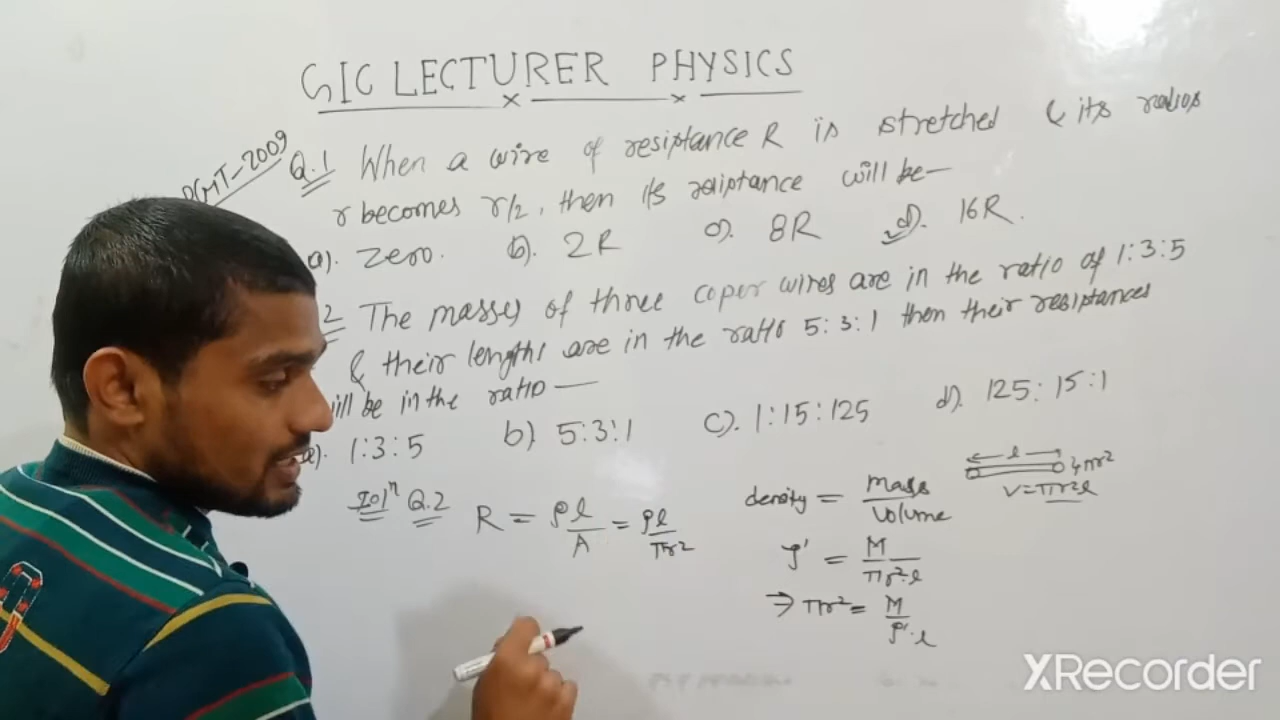 GIC LECTURER PHYSICS
PGMT-2009
Q.1 When a wire of resistance R is stretched & its radios
r becomes r/2, then its resistance will be—
a). Zero. b). 2R c). 8R d). 16R.
2 The masses of three coper wires are in the ratio of 1:3:5
& their lengths are in the ratio 5:3:1 then their resistances
will be in the ratio —
a). 1:3:5 b) 5:3:1 c). 1:15:125 d). 125:15:1
Solⁿ Q.2 R = ρl/A = ρl/πr²
density = mass/volume
l πr²
V=πr²l
ρ' = M/πr².l
⇒ πr² = M/ρ'.l
XRecorder